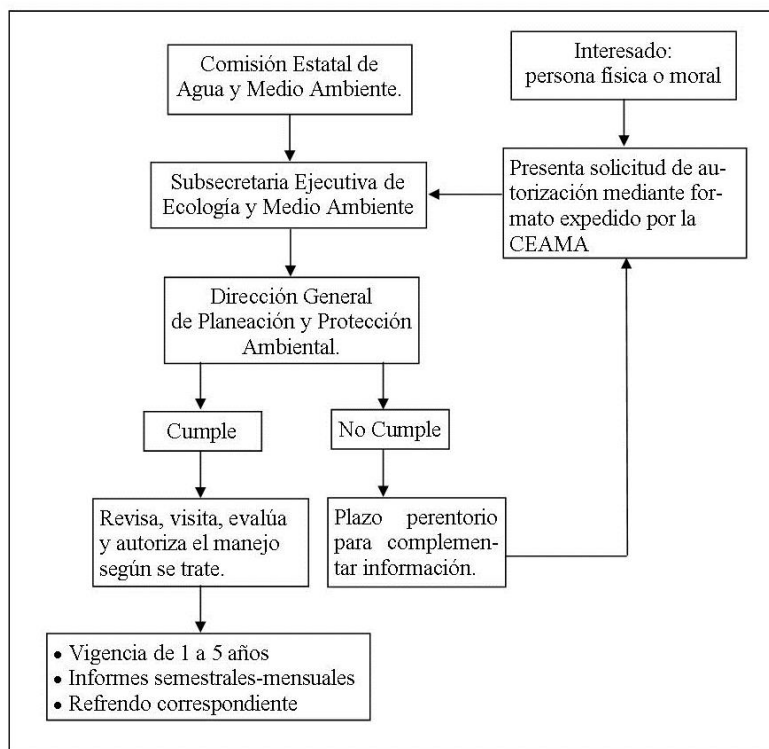 Comisión Estatal de
Agua y Medio Ambiente.
Interesado:
persona física o moral
Subsecretaria Ejecutiva de
Ecología y Medio Ambiente
Presenta solicitud de au-
torización mediante for-
mato expedido por la
CEAMA
Dirección General
de Planeación y Protección
Ambiental.
Cumple
No Cumple
Revisa, visita, evalúa
y autoriza el manejo
según se trate.
Plazo perentorio
para complemen-
tar información.
• Vigencia de 1 a 5 años
• Informes semestrales-mensuales
• Refrendo correspondiente